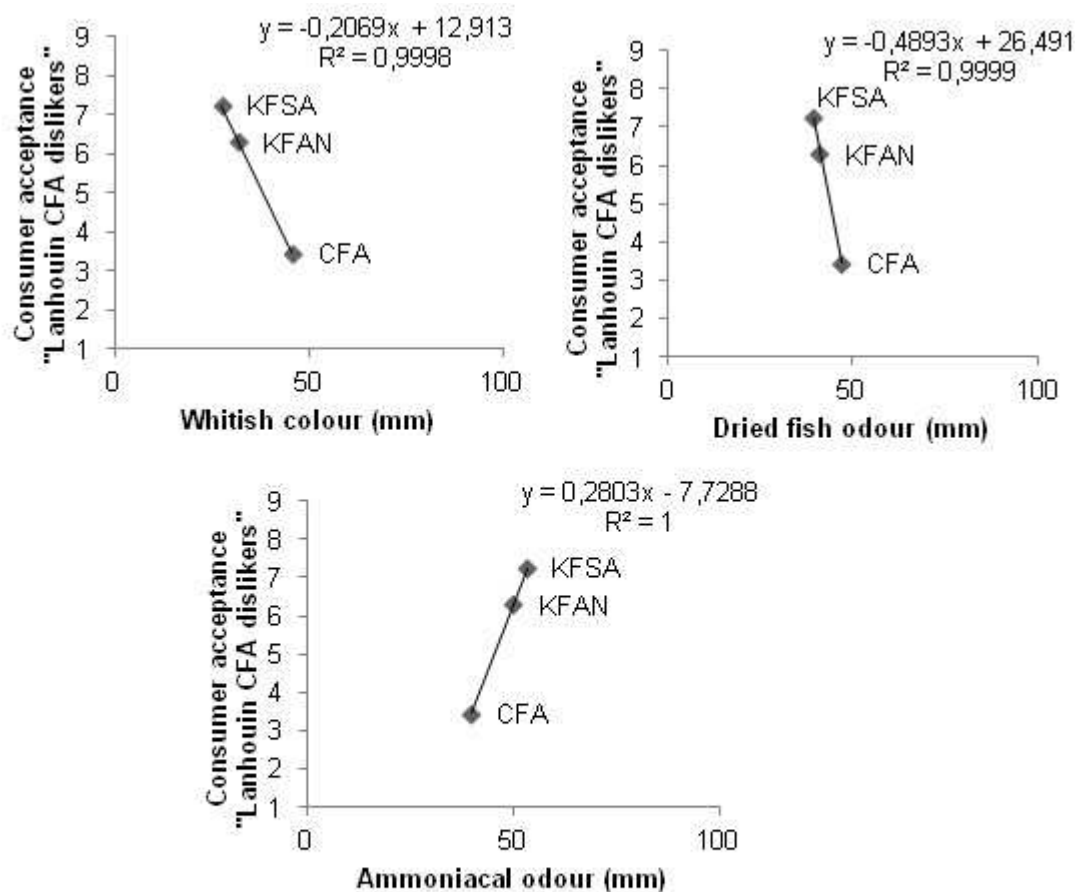 y = -0,2069x + 12,913
R² = 0,9998
Consumer acceptance
"Lanhouin CFA dislikers"
9
8
7
6
5
4
3
2
1
KFSA
KFAN
CFA
0
50
100
Whitish colour (mm)
y = -0,4893x + 26,491
R² = 0,9999
Consumer acceptance
"Lanhouin CFA dislikers"
9
8
7
6
5
4
3
2
1
KFSA
KFAN
CFA
0
50
100
Dried fish odour (mm)
y = 0,2803x - 7,7288
R² = 1
Consumer acceptance
"Lanhouin CFA dislikers"
9
8
7
6
5
4
3
2
1
KFSA
KFAN
CFA
0
50
100
Ammoniacal odour (mm)